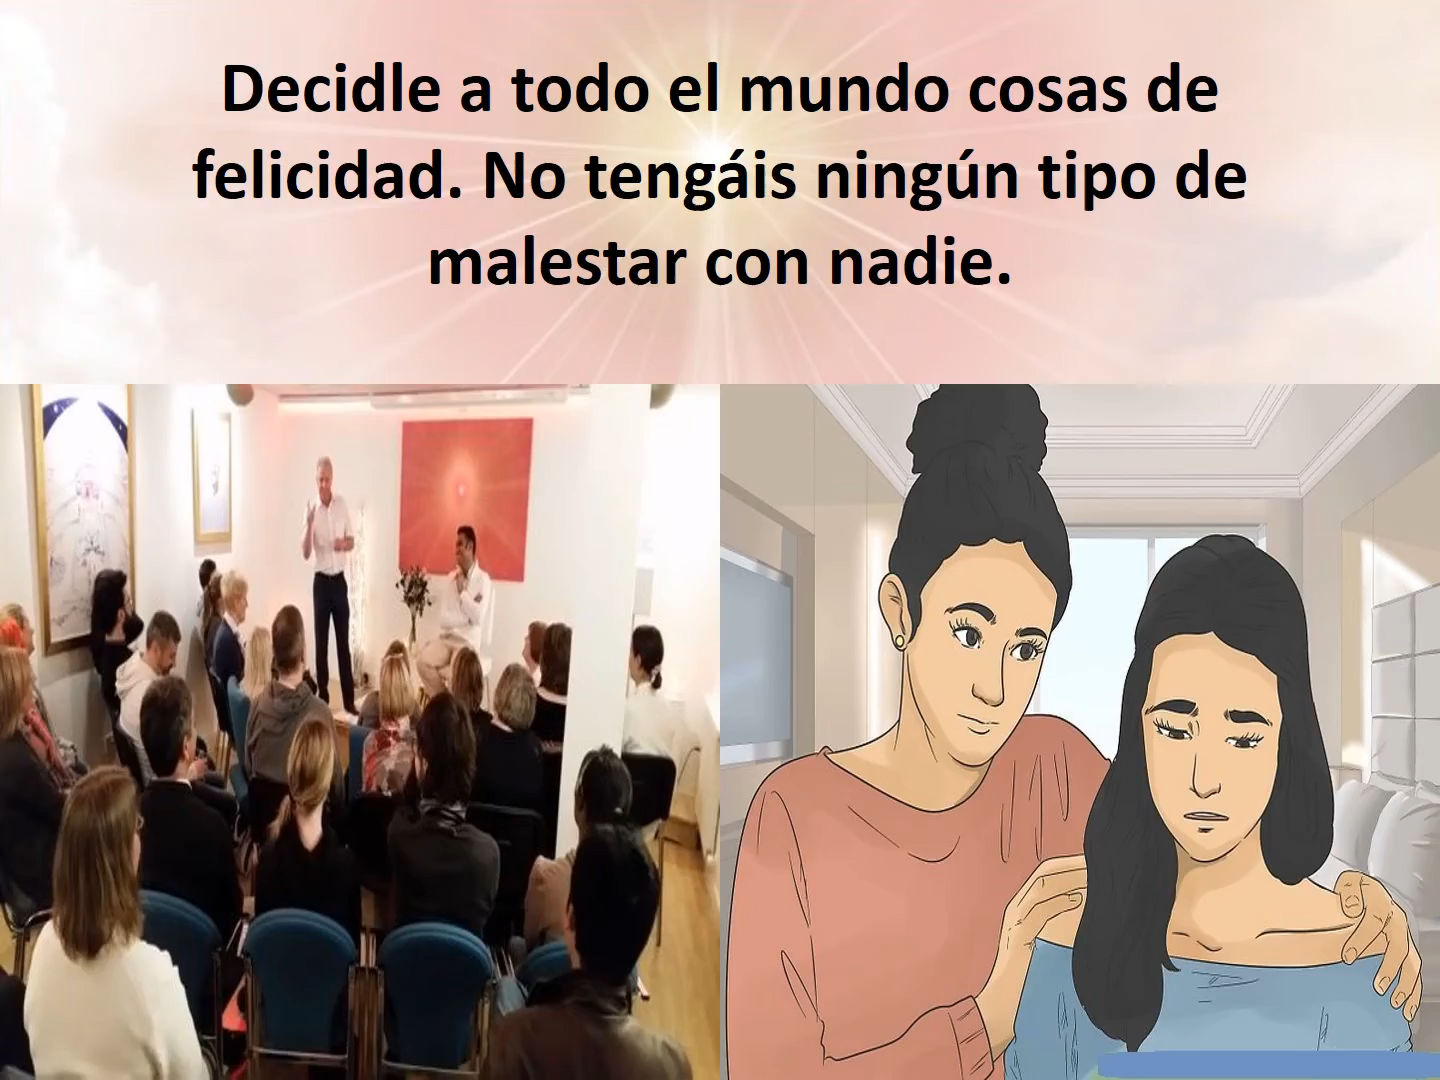 Decidle a todo el mundo cosas de
felicidad. No tengáis ningún tipo de
malestar con nadie.